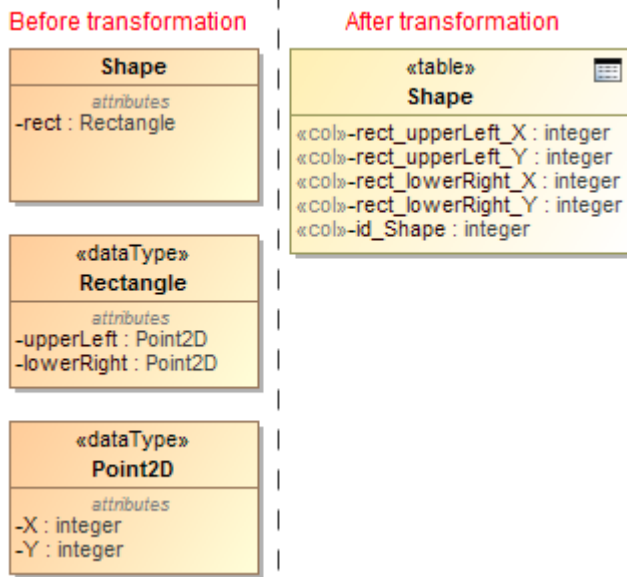 Before transformation
Shape
attributes
-rect : Rectangle
«dataType»
Rectangle
attributes
-upperLeft : Point2D
-lowerRight : Point2D
«dataType»
Point2D
attributes
-X : integer
-Y : integer
After transformation
«table»
Shape
«col»-rect_upperLeft_X : integer
«col»-rect_upperLeft_Y : integer
«col»-rect_lowerRight_X : integer
«col»-rect_lowerRight_Y : integer
«col»-id_Shape : integer